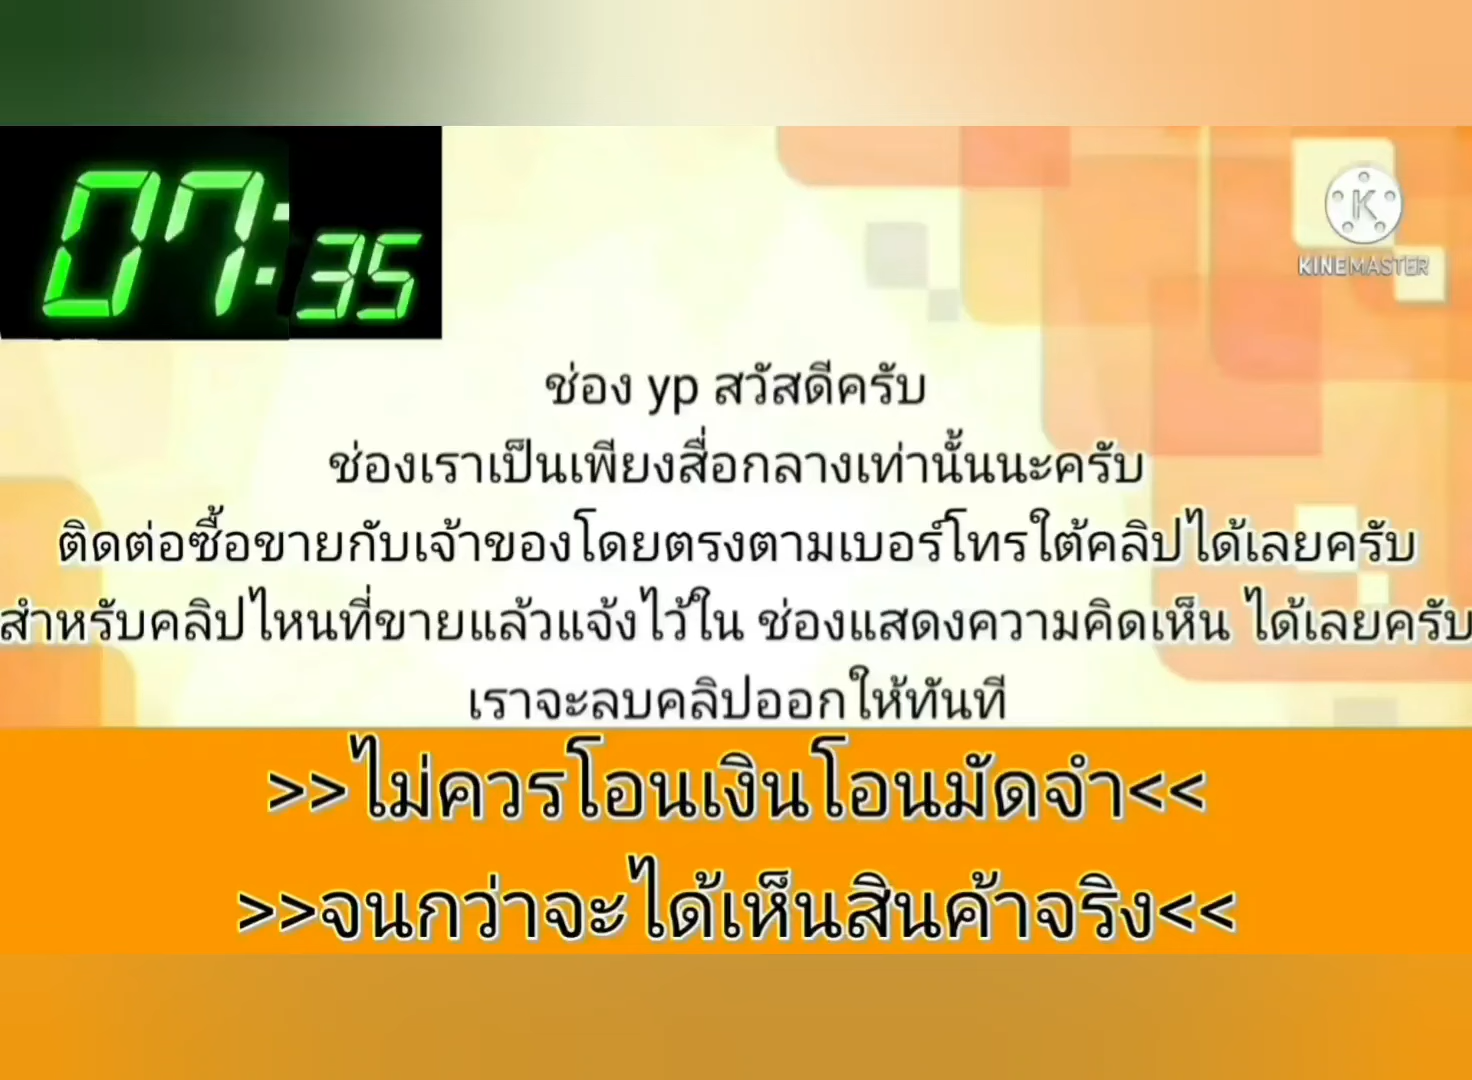 07:35
KINEMASTER
ช่อง yp สวัสดีครับ
ช่องเราเป็นเพียงสื่อกลางเท่านั้นนะครับ
ติดต่อซื้อขายกับเจ้าของโดยตรงตามเบอร์โทรใต้คลิปได้เลยครับ
สำหรับคลิปไหนที่ขายแล้วแจ้งไว้ใน ช่องแสดงความคิดเห็น ได้เลยครับ
เราจะลบคลิปออกให้ทันที
>>ไม่ควรโอนเงินโอนมัดจำ<<
>>จนกว่าจะได้เห็นสินค้าจริง<<